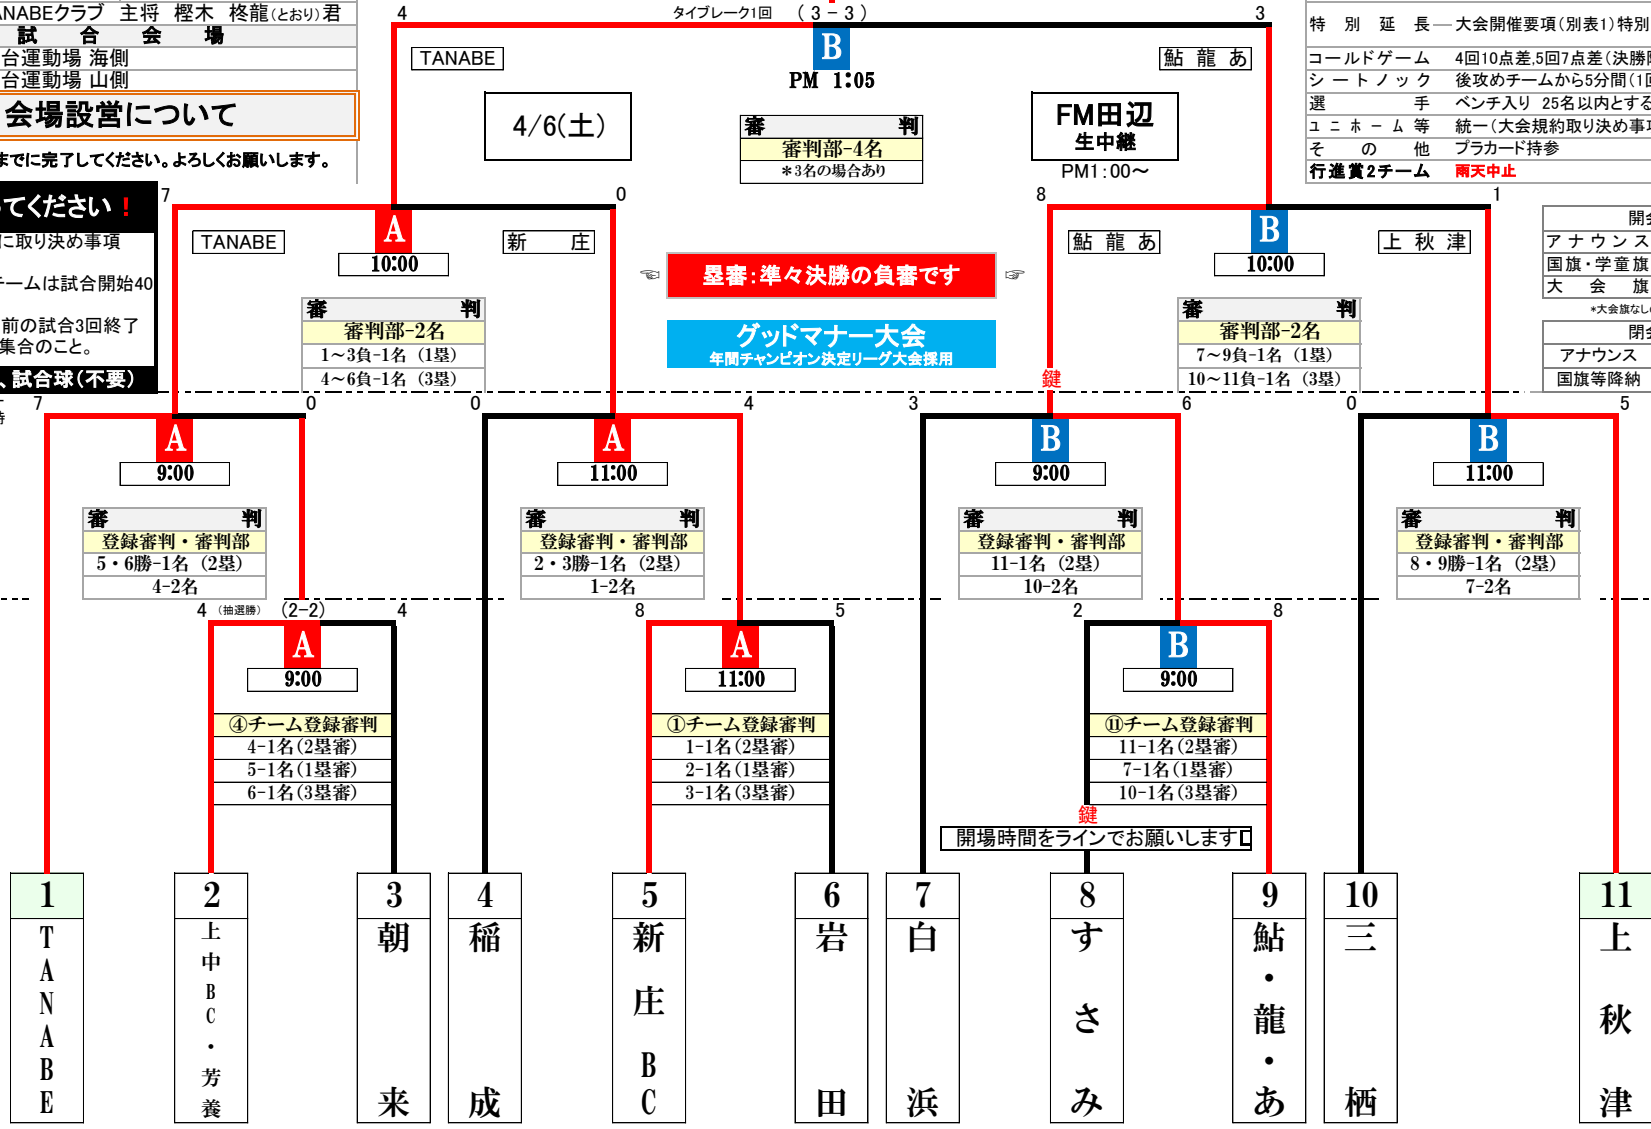 ANABEクラブ 主将 樫木 柊龍(とおり)君
試 合 会 場
台運動場 海側
台運動場 山側
会場設営について
までに完了してください。よろしくお願いします。
ってください！
に取り決め事項
チームは試合開始40
前の試合3回終了
集合のこと。
、試合球(不要)
4 タイブレーク1回 (3-3) 3
B
PM 1:05
TANABE
鮎 龍 あ
4/6(土)
審 判
審判部-4名
*3名の場合あり
FM田辺
生中継
PM1:00～
特 別 延 長―大会開催要項(別表1)特別
コールドゲーム 4回10点差,5回7点差(決勝
シートノック 後攻めチームから5分間(1
選 手 ベンチ入り 25名以内とする
ユニホーム等 統一(大会規約取り決め事
そ の 他 プラカード持参
行進賞2チーム 雨天中止
開
アナウンス
国旗・学童旗
大 会 旗
*大会旗なし
閉
アナウンス
国旗等降納
7 0 8 1
A
10:00
TANABE
新 庄
B
10:00
鮎 龍 あ
上 秋 津
☜ 塁審:準々決勝の負審です ☞
グッドマナー大会
年間チャンピオン決定リーグ大会採用
審 判
審判部-2名
1～3負-1名 (1塁)
4～6負-1名 (3塁)
審 判
審判部-2名
7～9負-1名 (1塁)
10～11負-1名 (3塁)
鍵
7 0 0 4 3 6 0 5
A
9:00
A
11:00
B
9:00
B
11:00
審 判
登録審判・審判部
5・6勝-1名 (2塁)
4-2名
審 判
登録審判・審判部
2・3勝-1名 (2塁)
1-2名
審 判
登録審判・審判部
11-1名 (2塁)
10-2名
審 判
登録審判・審判部
8・9勝-1名 (2塁)
7-2名
4 (抽選勝) (2-2) 4 8 5 2 8
A
9:00
A
11:00
B
9:00
④チーム登録審判
4-1名(2塁審)
5-1名(1塁審)
6-1名(3塁審)
①チーム登録審判
1-1名(2塁審)
2-1名(1塁審)
3-1名(3塁審)
⑪チーム登録審判
11-1名(2塁審)
7-1名(1塁審)
10-1名(3塁審)
鍵
開場時間をラインでお願いします
1 TANABE
2 上中BC・芳養
3 朝来
4 稲成
5 新庄BC
6 岩田
7 白浜
8 すさみ
9 鮎・龍・あ
10 三栖
11 上秋津